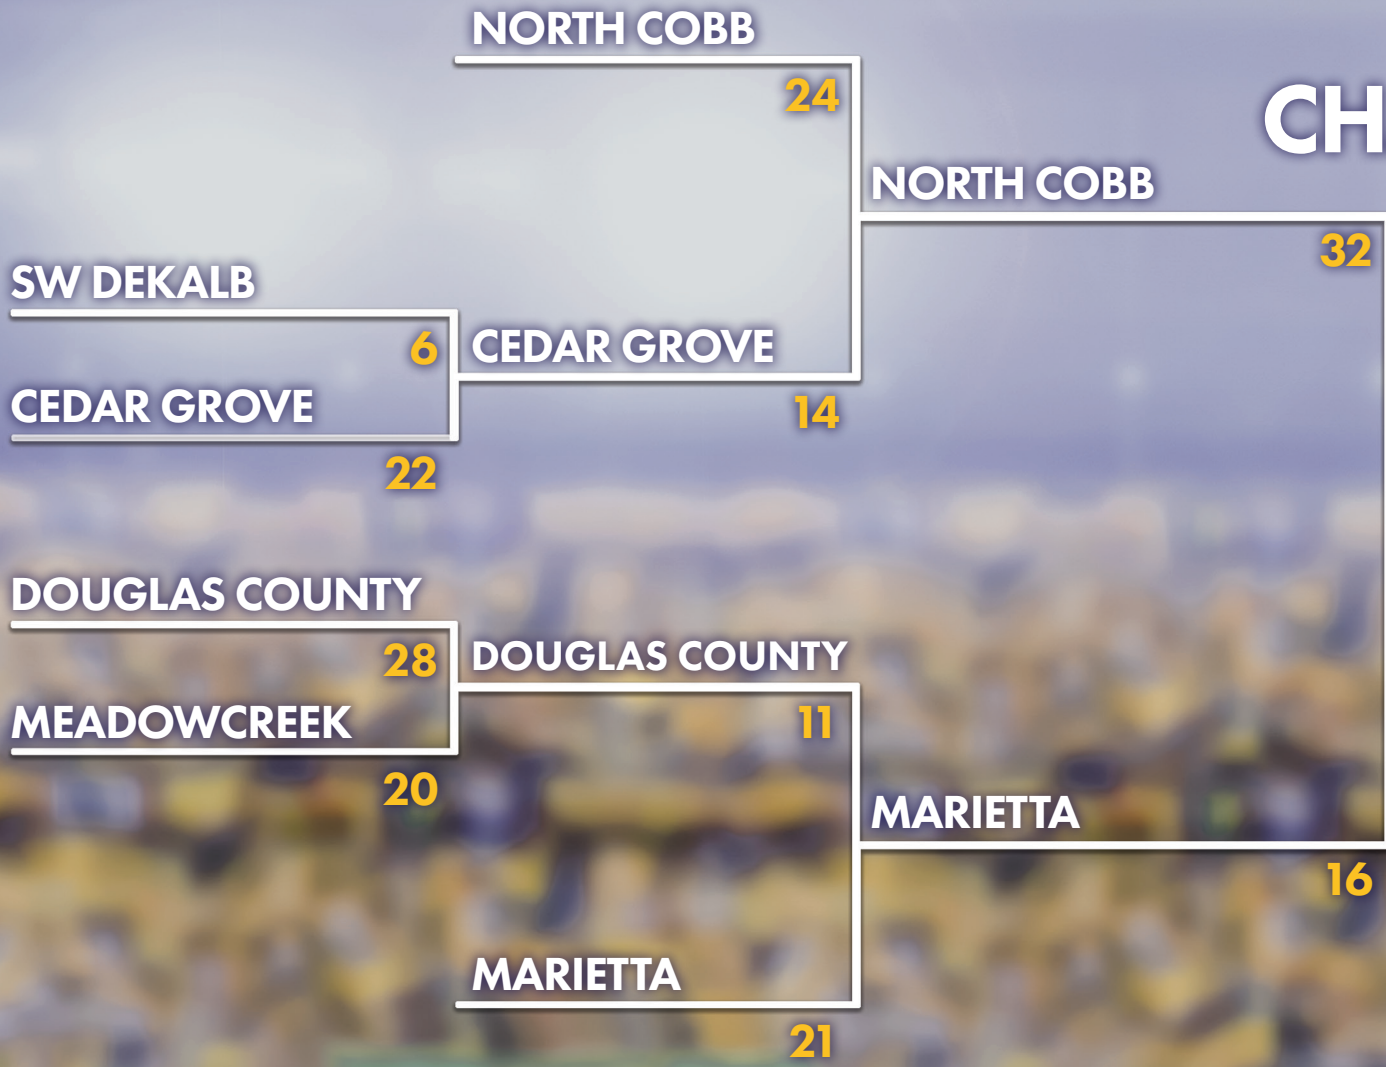 NORTH COBB
24
CH
NORTH COBB
32
SW DEKALB
6
CEDAR GROVE
14
CEDAR GROVE
22
DOUGLAS COUNTY
28
DOUGLAS COUNTY
11
MEADOWCREEK
20
MARIETTA
16
MARIETTA
21